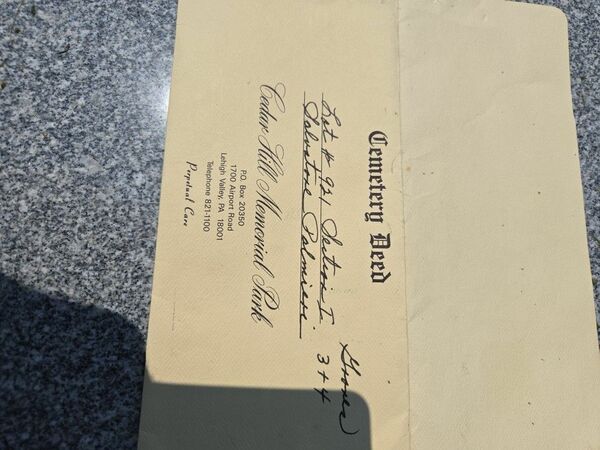 Cemetery Deed
Lot # 921 Section I. Graves
Salvatore Palmiere 3 + 4
Cedar Hill Memorial Park
P.O. Box 20350
1700 Airport Road
Lehigh Valley, PA 18001
Telephone 821-1100
Perpetual Care